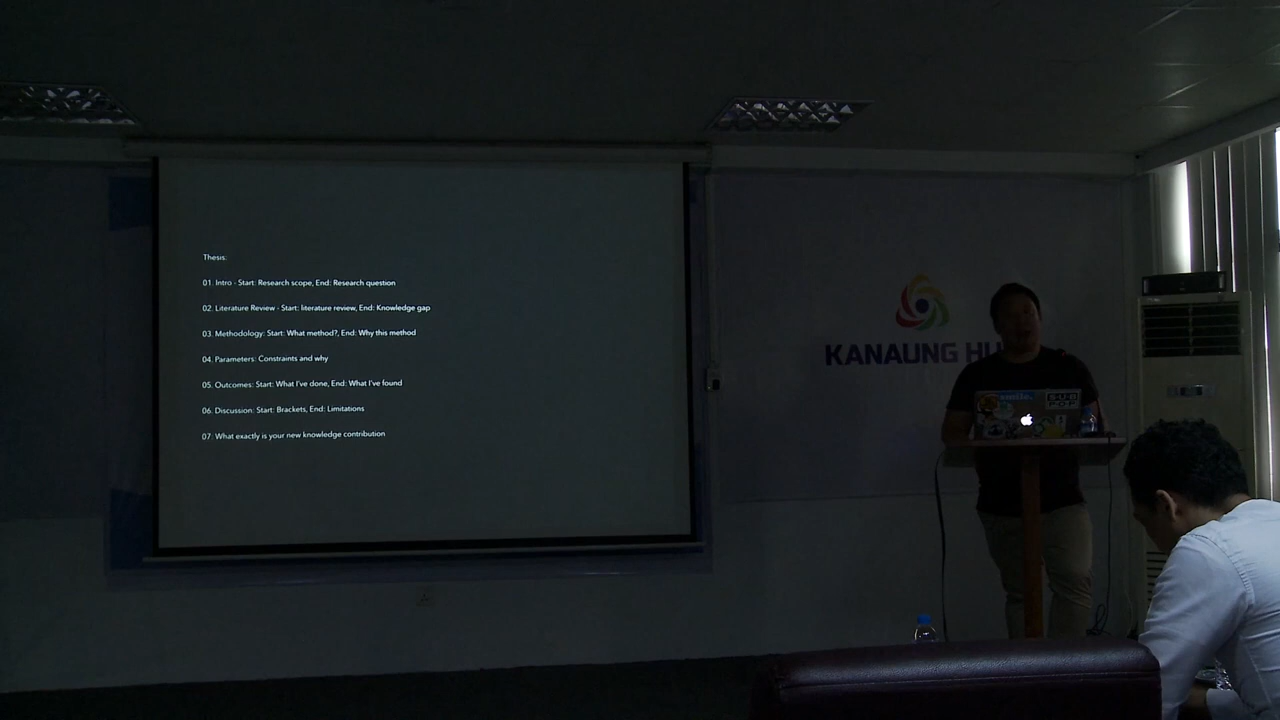 Thesis:
01. Intro - Start: Research scope, End: Research question
02. Literature Review - Start: literature review, End: Knowledge gap
03. Methodology: Start: What method?, End: Why this method
04. Parameters: Constraints and why
05. Outcomes: Start: What I've done, End: What I've found
06. Discussion: Start: Brackets, End: Limitations
07. What exactly is your new knowledge contribution
KANAUNG HU
SUB
POP